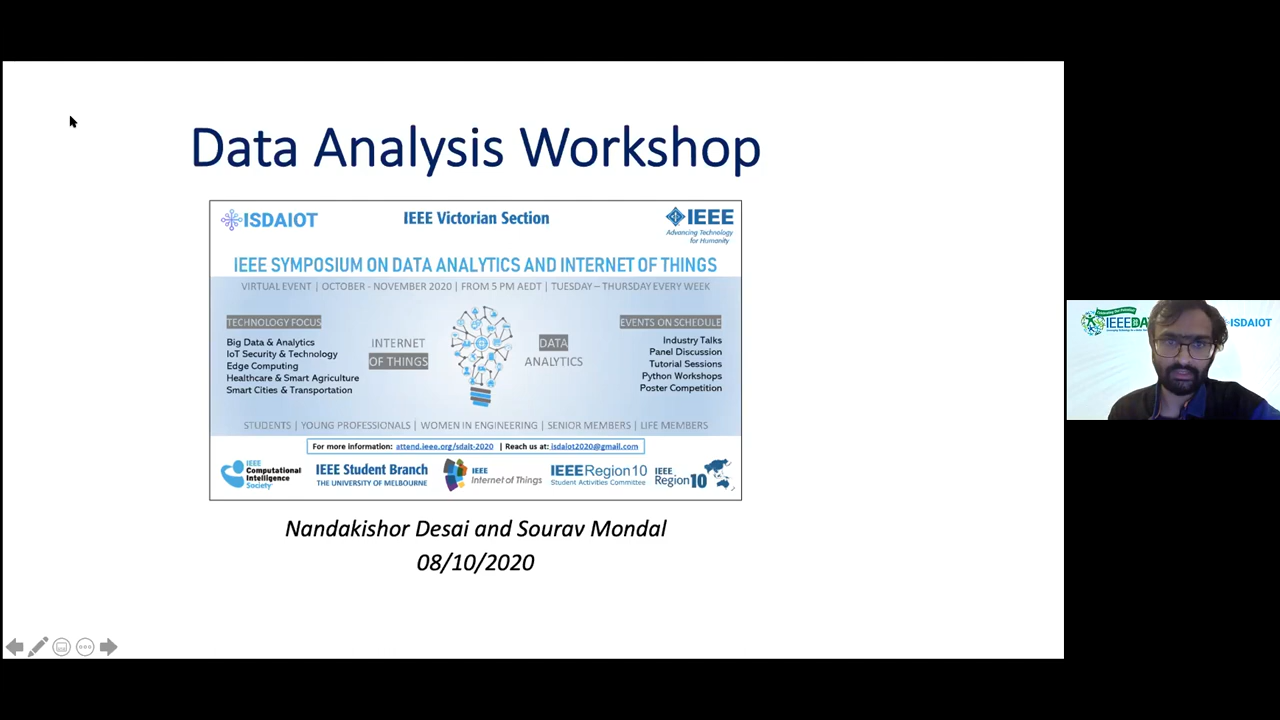 Data Analysis Workshop
ISDAIOT
IEEE Victorian Section
IEEE
Advancing Technology
for Humanity
IEEE SYMPOSIUM ON DATA ANALYTICS AND INTERNET OF THINGS
VIRTUAL EVENT | OCTOBER - NOVEMBER 2020 | FROM 5 PM AEDT | TUESDAY – THURSDAY EVERY WEEK
TECHNOLOGY FOCUS
Big Data & Analytics
IoT Security & Technology
Edge Computing
Healthcare & Smart Agriculture
Smart Cities & Transportation
INTERNET
OF THINGS
DATA
ANALYTICS
EVENTS ON SCHEDULE
Industry Talks
Panel Discussion
Tutorial Sessions
Python Workshops
Poster Competition
STUDENTS | YOUNG PROFESSIONALS | WOMEN IN ENGINEERING | SENIOR MEMBERS | LIFE MEMBERS
For more information: attend.ieee.org/sdait-2020 | Reach us at: isdaiot2020@gmail.com
IEEE
Computational
Intelligence
Society
IEEE Student Branch
THE UNIVERSITY OF MELBOURNE
IEEE
Internet of Things
IEEE Region 10
Student Activities Committee
IEEE
Region 10
Nandakishor Desai and Sourav Mondal
08/10/2020
IEEEDA
ISDAIOT